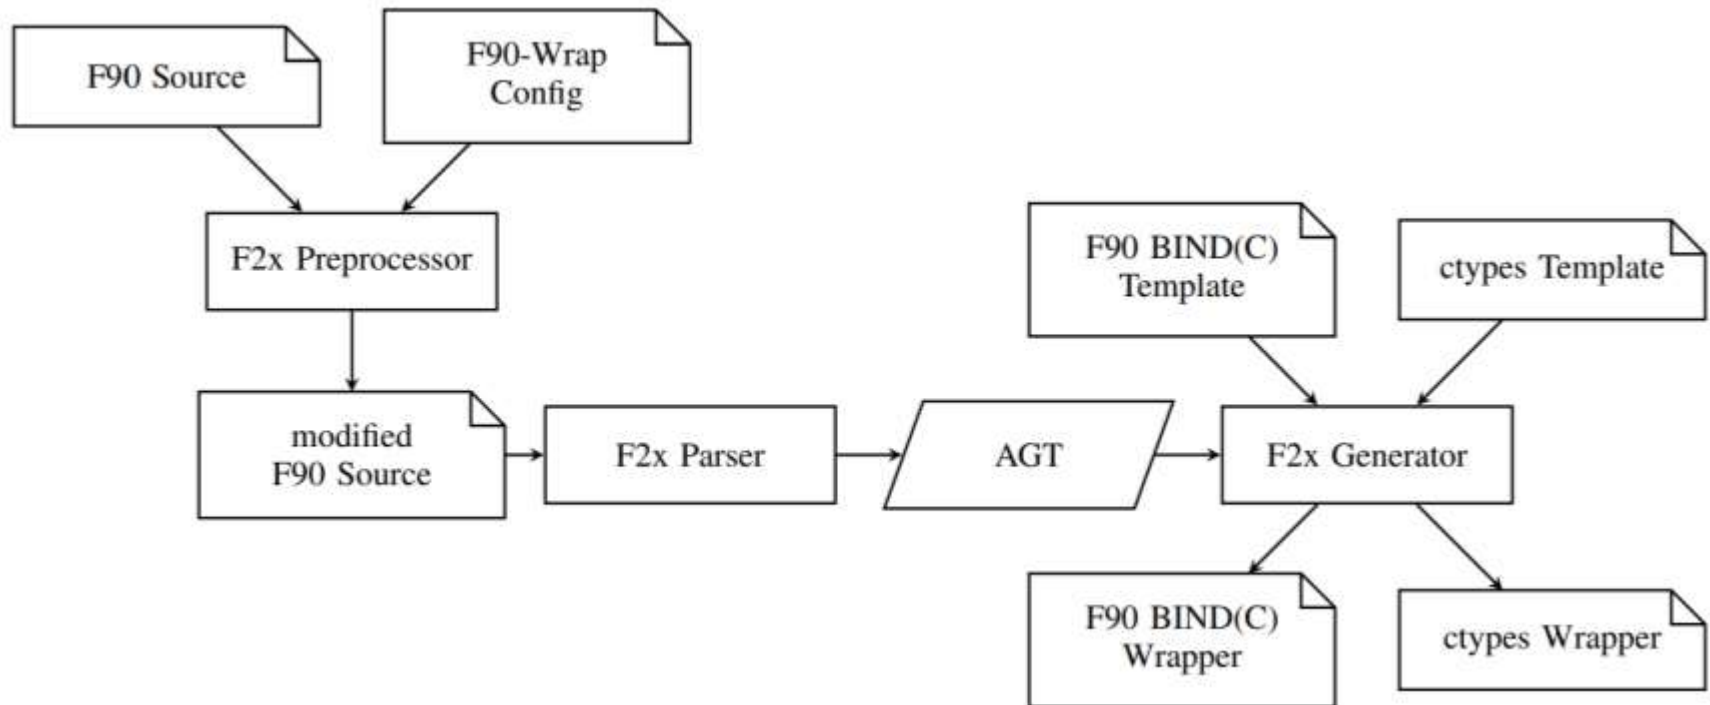 F90 Source
F90-Wrap
Config
F2x Preprocessor
F90 BIND(C)
Template
ctypes Template
modified
F90 Source
F2x Parser
AGT
F2x Generator
F90 BIND(C)
Wrapper
ctypes Wrapper